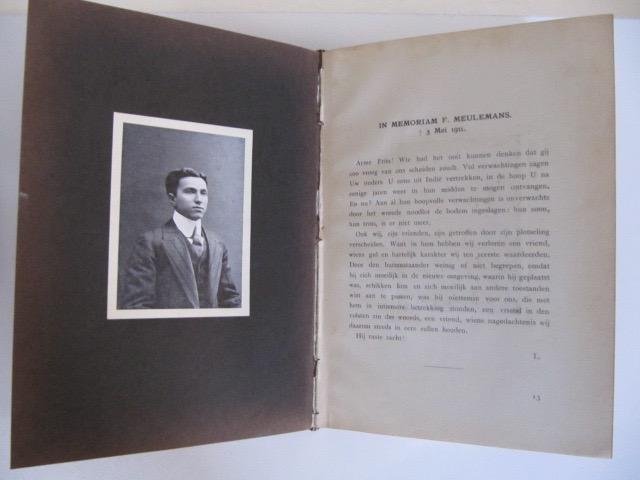 IN MEMORIAM F. MEULEMANS.
† 3 Mei 1911.
Arme Frits! Wie had het ooit kunnen denken dat gij
zoo vroeg van ons scheiden zoudt. Vol verwachtingen zagen
Uw ouders U eens uit Indië vertrekken, in de hoop U na
eenige jaren weer in hun midden te mogen ontvangen.
En nu? Aan al hun hoopvolle verwachtingen is onverwachts
door het wreede noodlot de bodem ingeslagen: hun zoon,
hun trots, is er niet meer.
Ook wij, zijn vrienden, zijn getroffen door zijn plotseling
verscheiden. Want in hem hebben wij verloren een vriend,
wiens gul en hartelijk karakter wij ten zeerste waardeerden.
Door den buitenstaander weinig of niet begrepen, omdat
hij zich moeilijk in de nieuwe omgeving, waarin hij geplaatst
was, schikken kon en zich moeilijk aan andere toestanden
wist aan te passen, was hij niettemin voor ons, die met
hem in intensieve betrekking stonden, een vriend in den
volsten zin des woords, een vriend, wiens nagedachtenis wij
daarom steeds in eere zullen houden.
Hij ruste zacht!
L.
13